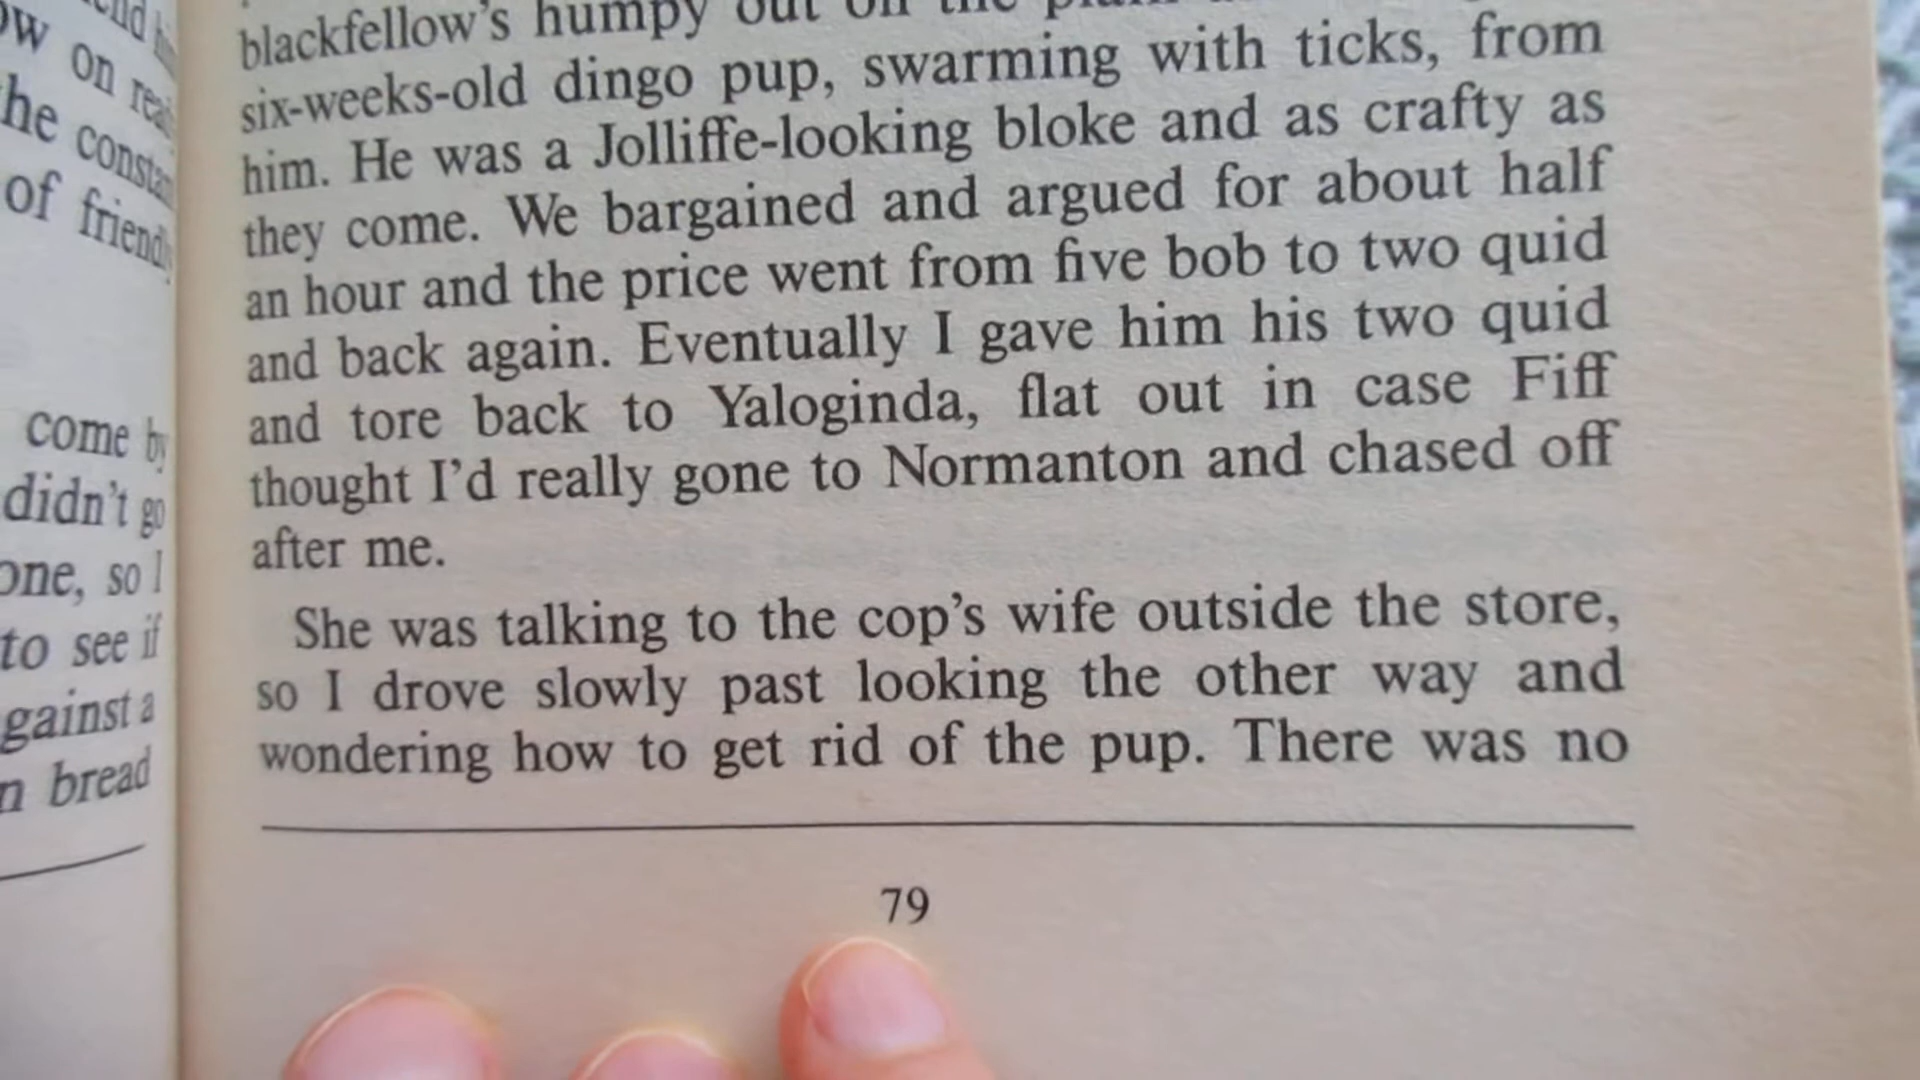 ow on
he
of
come by
didn't go
one, so I
to see if
gainst a
n bread
blackfellow's humpy out on the
six-weeks-old dingo pup, swarming with ticks, from
him. He was a Jolliffe-looking bloke and as crafty as
they come. We bargained and argued for about half
an hour and the price went from five bob to two quid
and back again. Eventually I gave him his two quid
and tore back to Yaloginda, flat out in case Fiff
thought I'd really gone to Normanton and chased off
after me.
She was talking to the cop's wife outside the store,
so I drove slowly past looking the other way and
wondering how to get rid of the pup. There was no
79